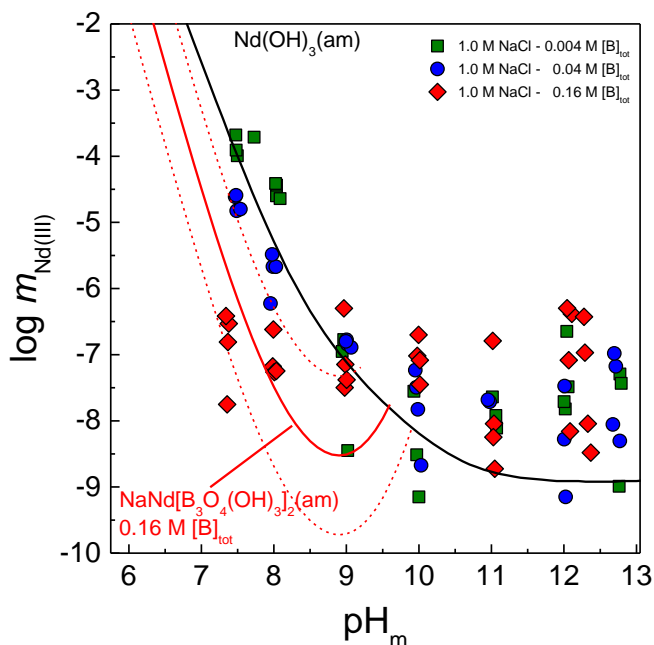 Nd(OH)₃(am)
1.0 M NaCl - 0.004 M [B]ₜₒₜ
1.0 M NaCl - 0.04 M [B]ₜₒₜ
1.0 M NaCl - 0.16 M [B]ₜₒₜ
-2
-3
-4
-5
-6
-7
-8
-9
-10
log m Nd(III)
NaNd[B₃O₄(OH)₃]₂(am)
0.16 M [B]ₜₒₜ
6 7 8 9 10 11 12 13
pHₘ